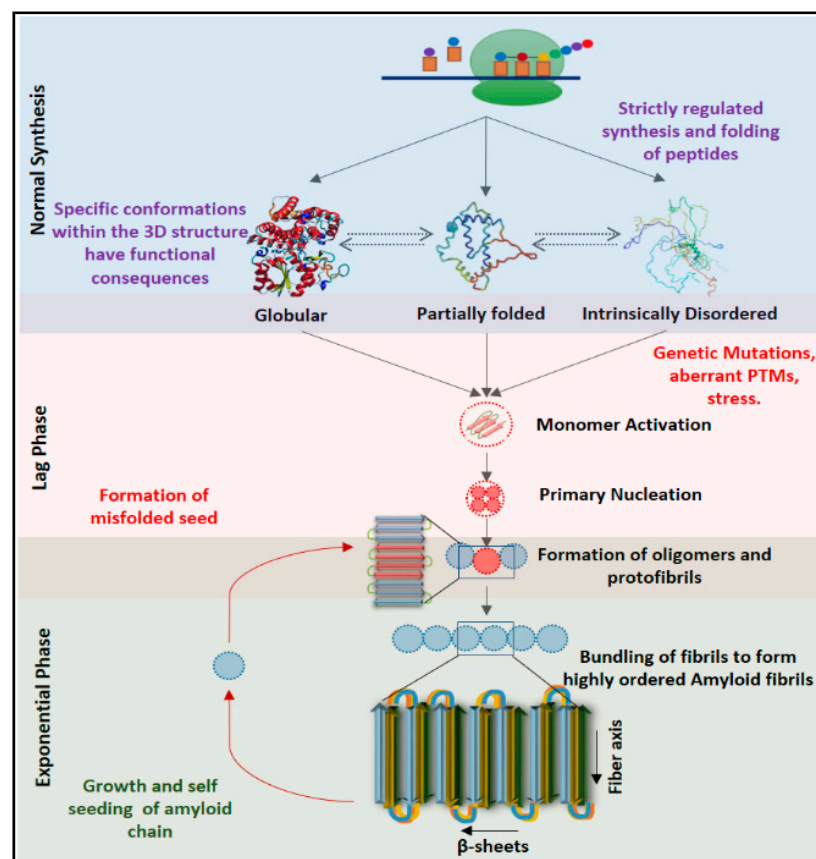 Normal Synthesis
Strictly regulated
synthesis and folding
of peptides
Specific conformations
within the 3D structure
have functional
consequences
Globular
Partially folded
Intrinsically Disordered
Genetic Mutations,
aberrant PTMs,
stress.
Lag Phase
Monomer Activation
Primary Nucleation
Formation of
misfolded seed
Formation of oligomers and
protofibrils
Exponential Phase
Bundling of fibrils to form
highly ordered Amyloid fibrils
Fiber axis
Growth and self
seeding of amyloid
chain
β-sheets